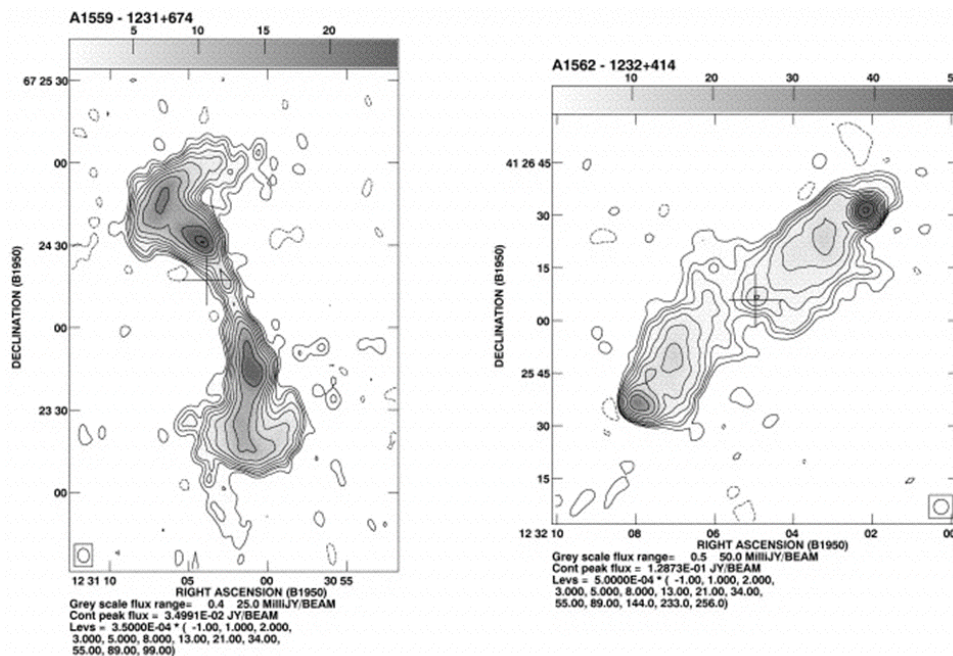 A1559 - 1231+674
5 10 15 20
67 25 30
00
24 30
00
23 30
00
DECLINATION (B1950)
12 31 10 05 00 30 55
RIGHT ASCENSION (B1950)
Grey scale flux range= 0.4 25.0 MilliJY/BEAM
Cont peak flux = 3.4991E-02 JY/BEAM
Levs = 3.5000E-04 * ( -1.00, 1.000, 2.000,
3.000, 5.000, 8.000, 13.00, 21.00, 34.00,
55.00, 89.00, 99.00)
A1562 - 1232+414
10 20 30 40 50
41 26 45
30
15
00
25 45
30
15
DECLINATION (B1950)
12 32 10 08 06 04 02 00
RIGHT ASCENSION (B1950)
Grey scale flux range= 0.5 50.0 MilliJY/BEAM
Cont peak flux = 1.2873E-01 JY/BEAM
Levs = 5.0000E-04 * ( -1.00, 1.000, 2.000,
3.000, 5.000, 8.000, 13.00, 21.00, 34.00,
55.00, 89.00, 144.0, 233.0, 256.0)